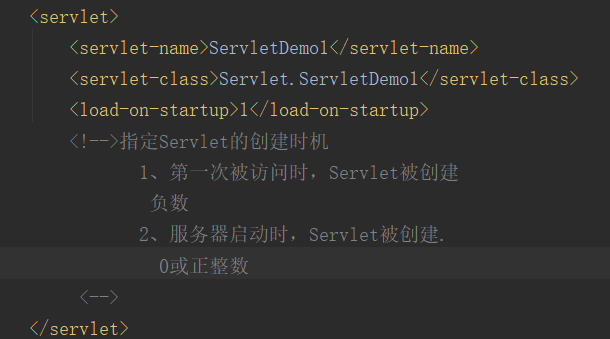 <servlet>
<servlet-name>ServletDemo1</servlet-name>
<servlet-class>Servlet.ServletDemo1</servlet-class>
<load-on-startup>1</load-on-startup>
<!-->指定Servlet的创建时机
1、第一次被访问时，Servlet被创建
负数
2、服务器启动时，Servlet被创建.
0或正整数
<-->
</servlet>